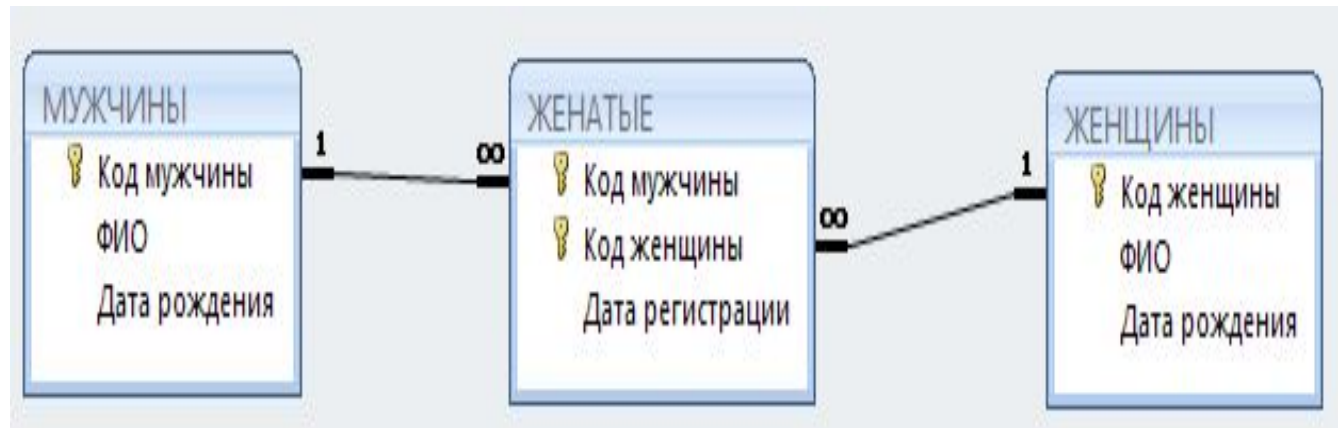 МУЖЧИНЫ
Код мужчины
ФИО
Дата рождения
1
∞
ЖЕНАТЫЕ
Код мужчины
Код женщины
Дата регистрации
∞
1
ЖЕНЩИНЫ
Код женщины
ФИО
Дата рождения